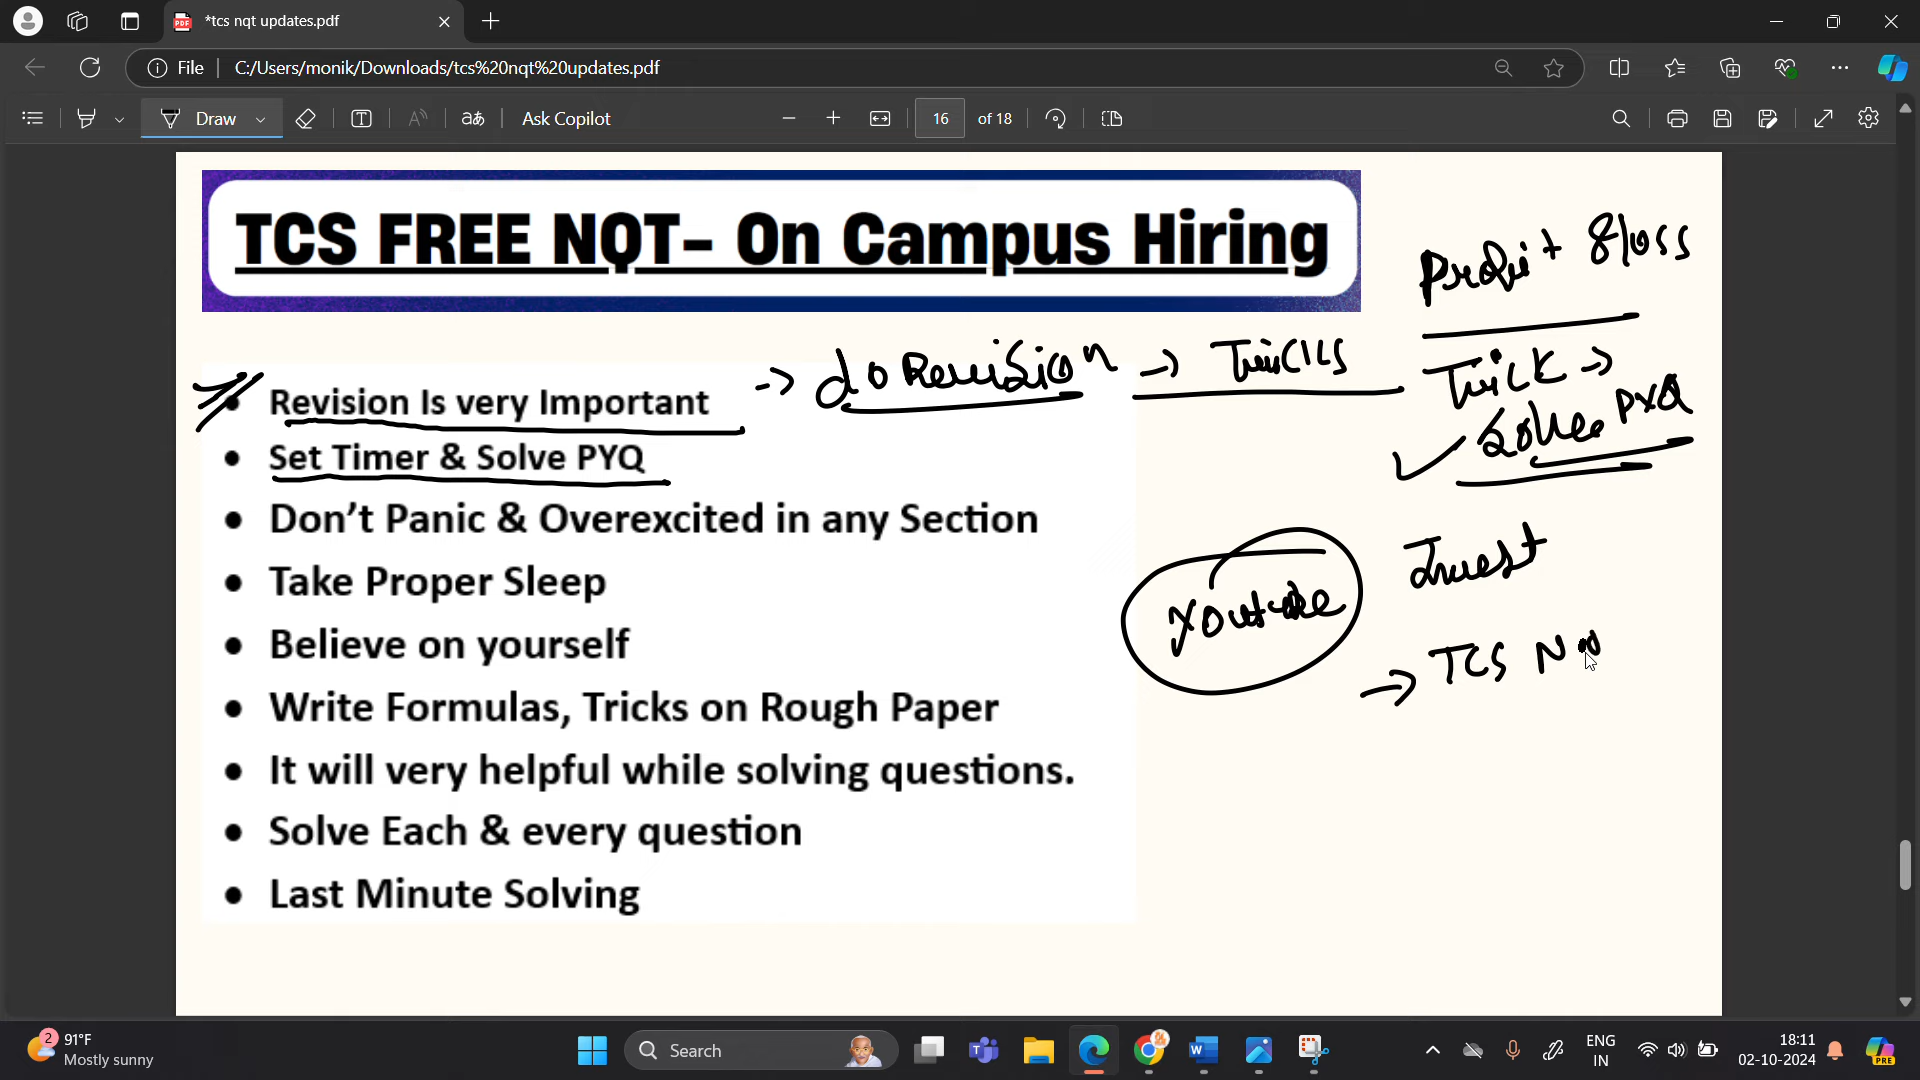 *tcs nqt updates.pdf
File
C:/Users/monik/Downloads/tcs%20nqt%20updates.pdf
Draw
aあ
Ask Copilot
16
of 18
TCS FREE NQT– On Campus Hiring
Profit & loss
→ do Revision → Tricks
Trick →
Solve PYQ
• Revision Is very Important
• Set Timer & Solve PYQ
• Don’t Panic & Overexcited in any Section
Invest
• Take Proper Sleep
Youtube
• Believe on yourself
→ TCS N
• Write Formulas, Tricks on Rough Paper
• It will very helpful while solving questions.
• Solve Each & every question
• Last Minute Solving
2
91°F
Mostly sunny
Search
ENG
IN
18:11
02-10-2024
PRE